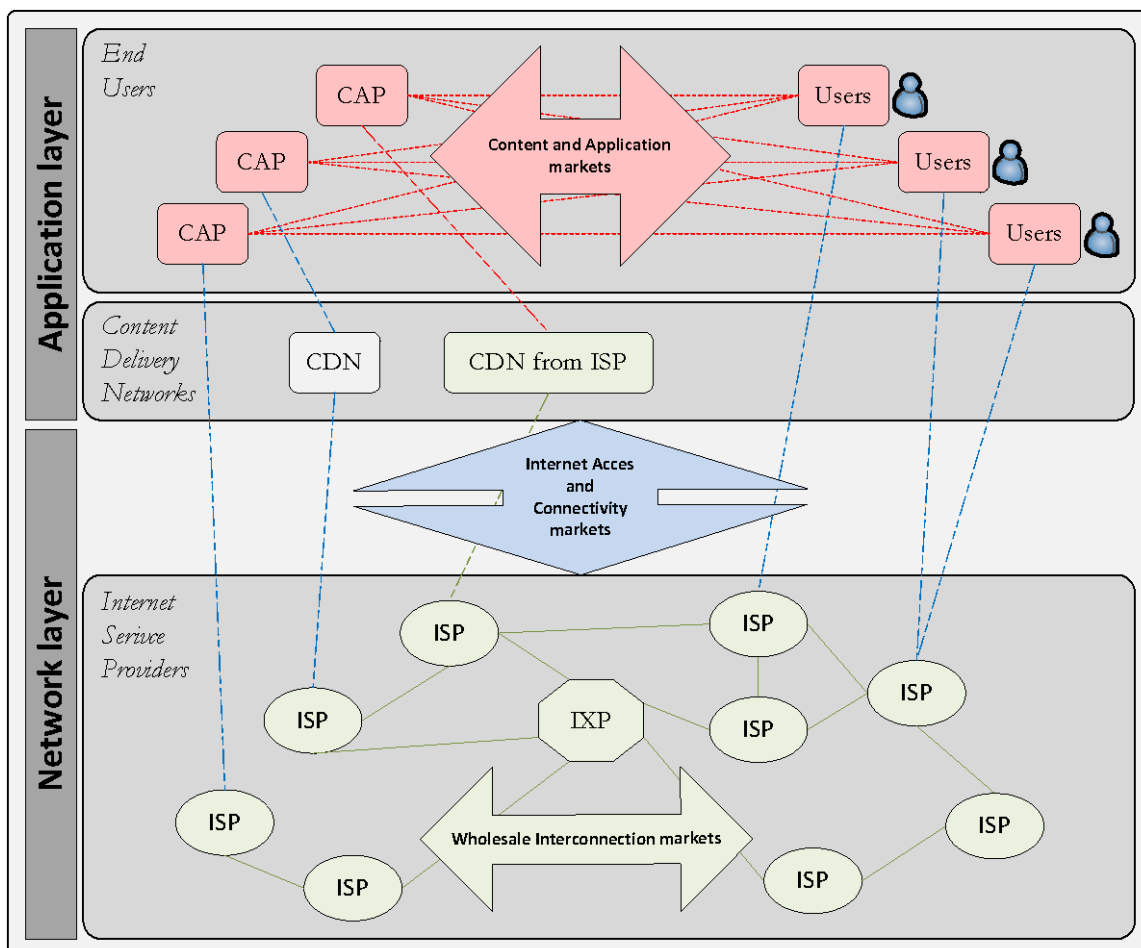 Application layer
End
Users
CAP
Users
CAP
Users
CAP
Users
Content and Application
markets
Content
Delivery
Networks
CDN
CDN from ISP
Internet Acces
and
Connectivity
markets
Network layer
Internet
Serivce
Providers
ISP
ISP
ISP
ISP
IXP
ISP
ISP
ISP
ISP
ISP
Wholesale Interconnection markets